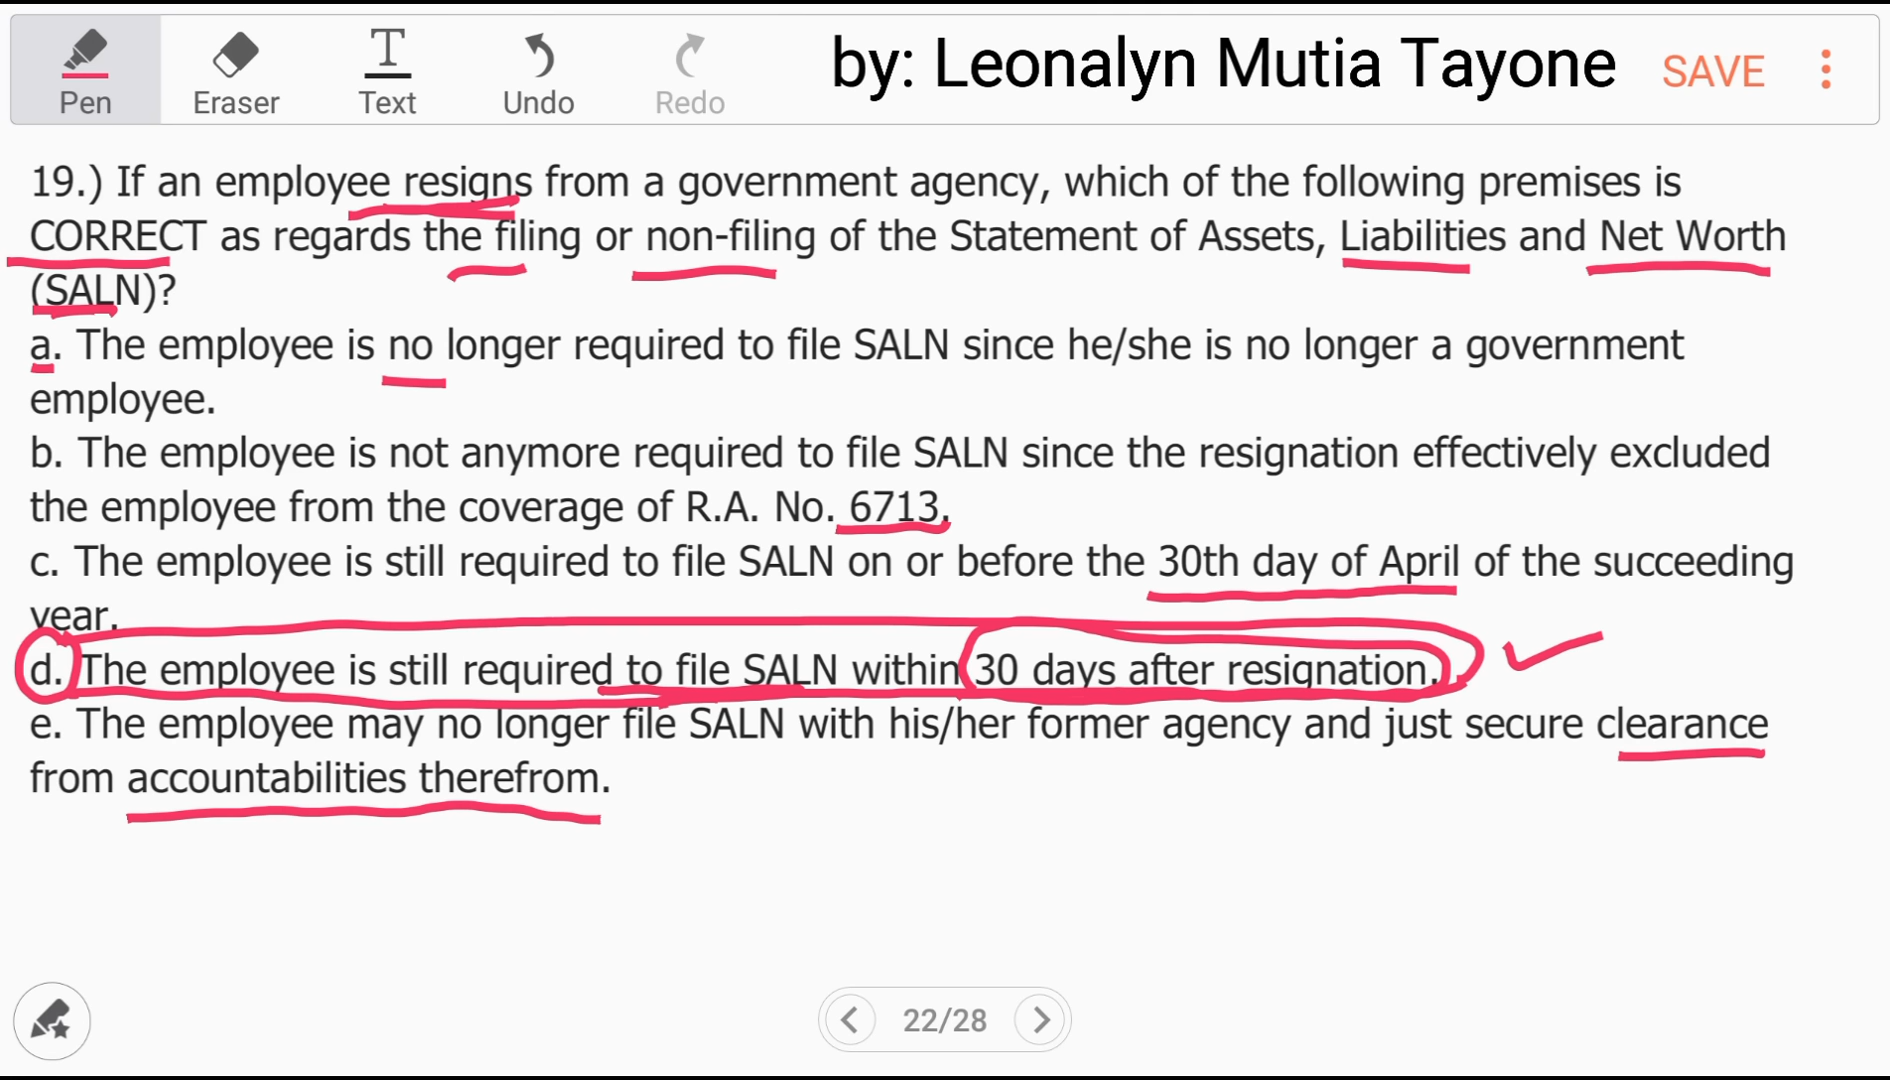 Pen
Eraser
T
Text
Undo
Redo
by: Leonalyn Mutia Tayone
SAVE
19.) If an employee resigns from a government agency, which of the following premises is
CORRECT as regards the filing or non-filing of the Statement of Assets, Liabilities and Net Worth
(SALN)?
a. The employee is no longer required to file SALN since he/she is no longer a government
employee.
b. The employee is not anymore required to file SALN since the resignation effectively excluded
the employee from the coverage of R.A. No. 6713.
c. The employee is still required to file SALN on or before the 30th day of April of the succeeding
year.
d. The employee is still required to file SALN within 30 days after resignation.
e. The employee may no longer file SALN with his/her former agency and just secure clearance
from accountabilities therefrom.
22/28